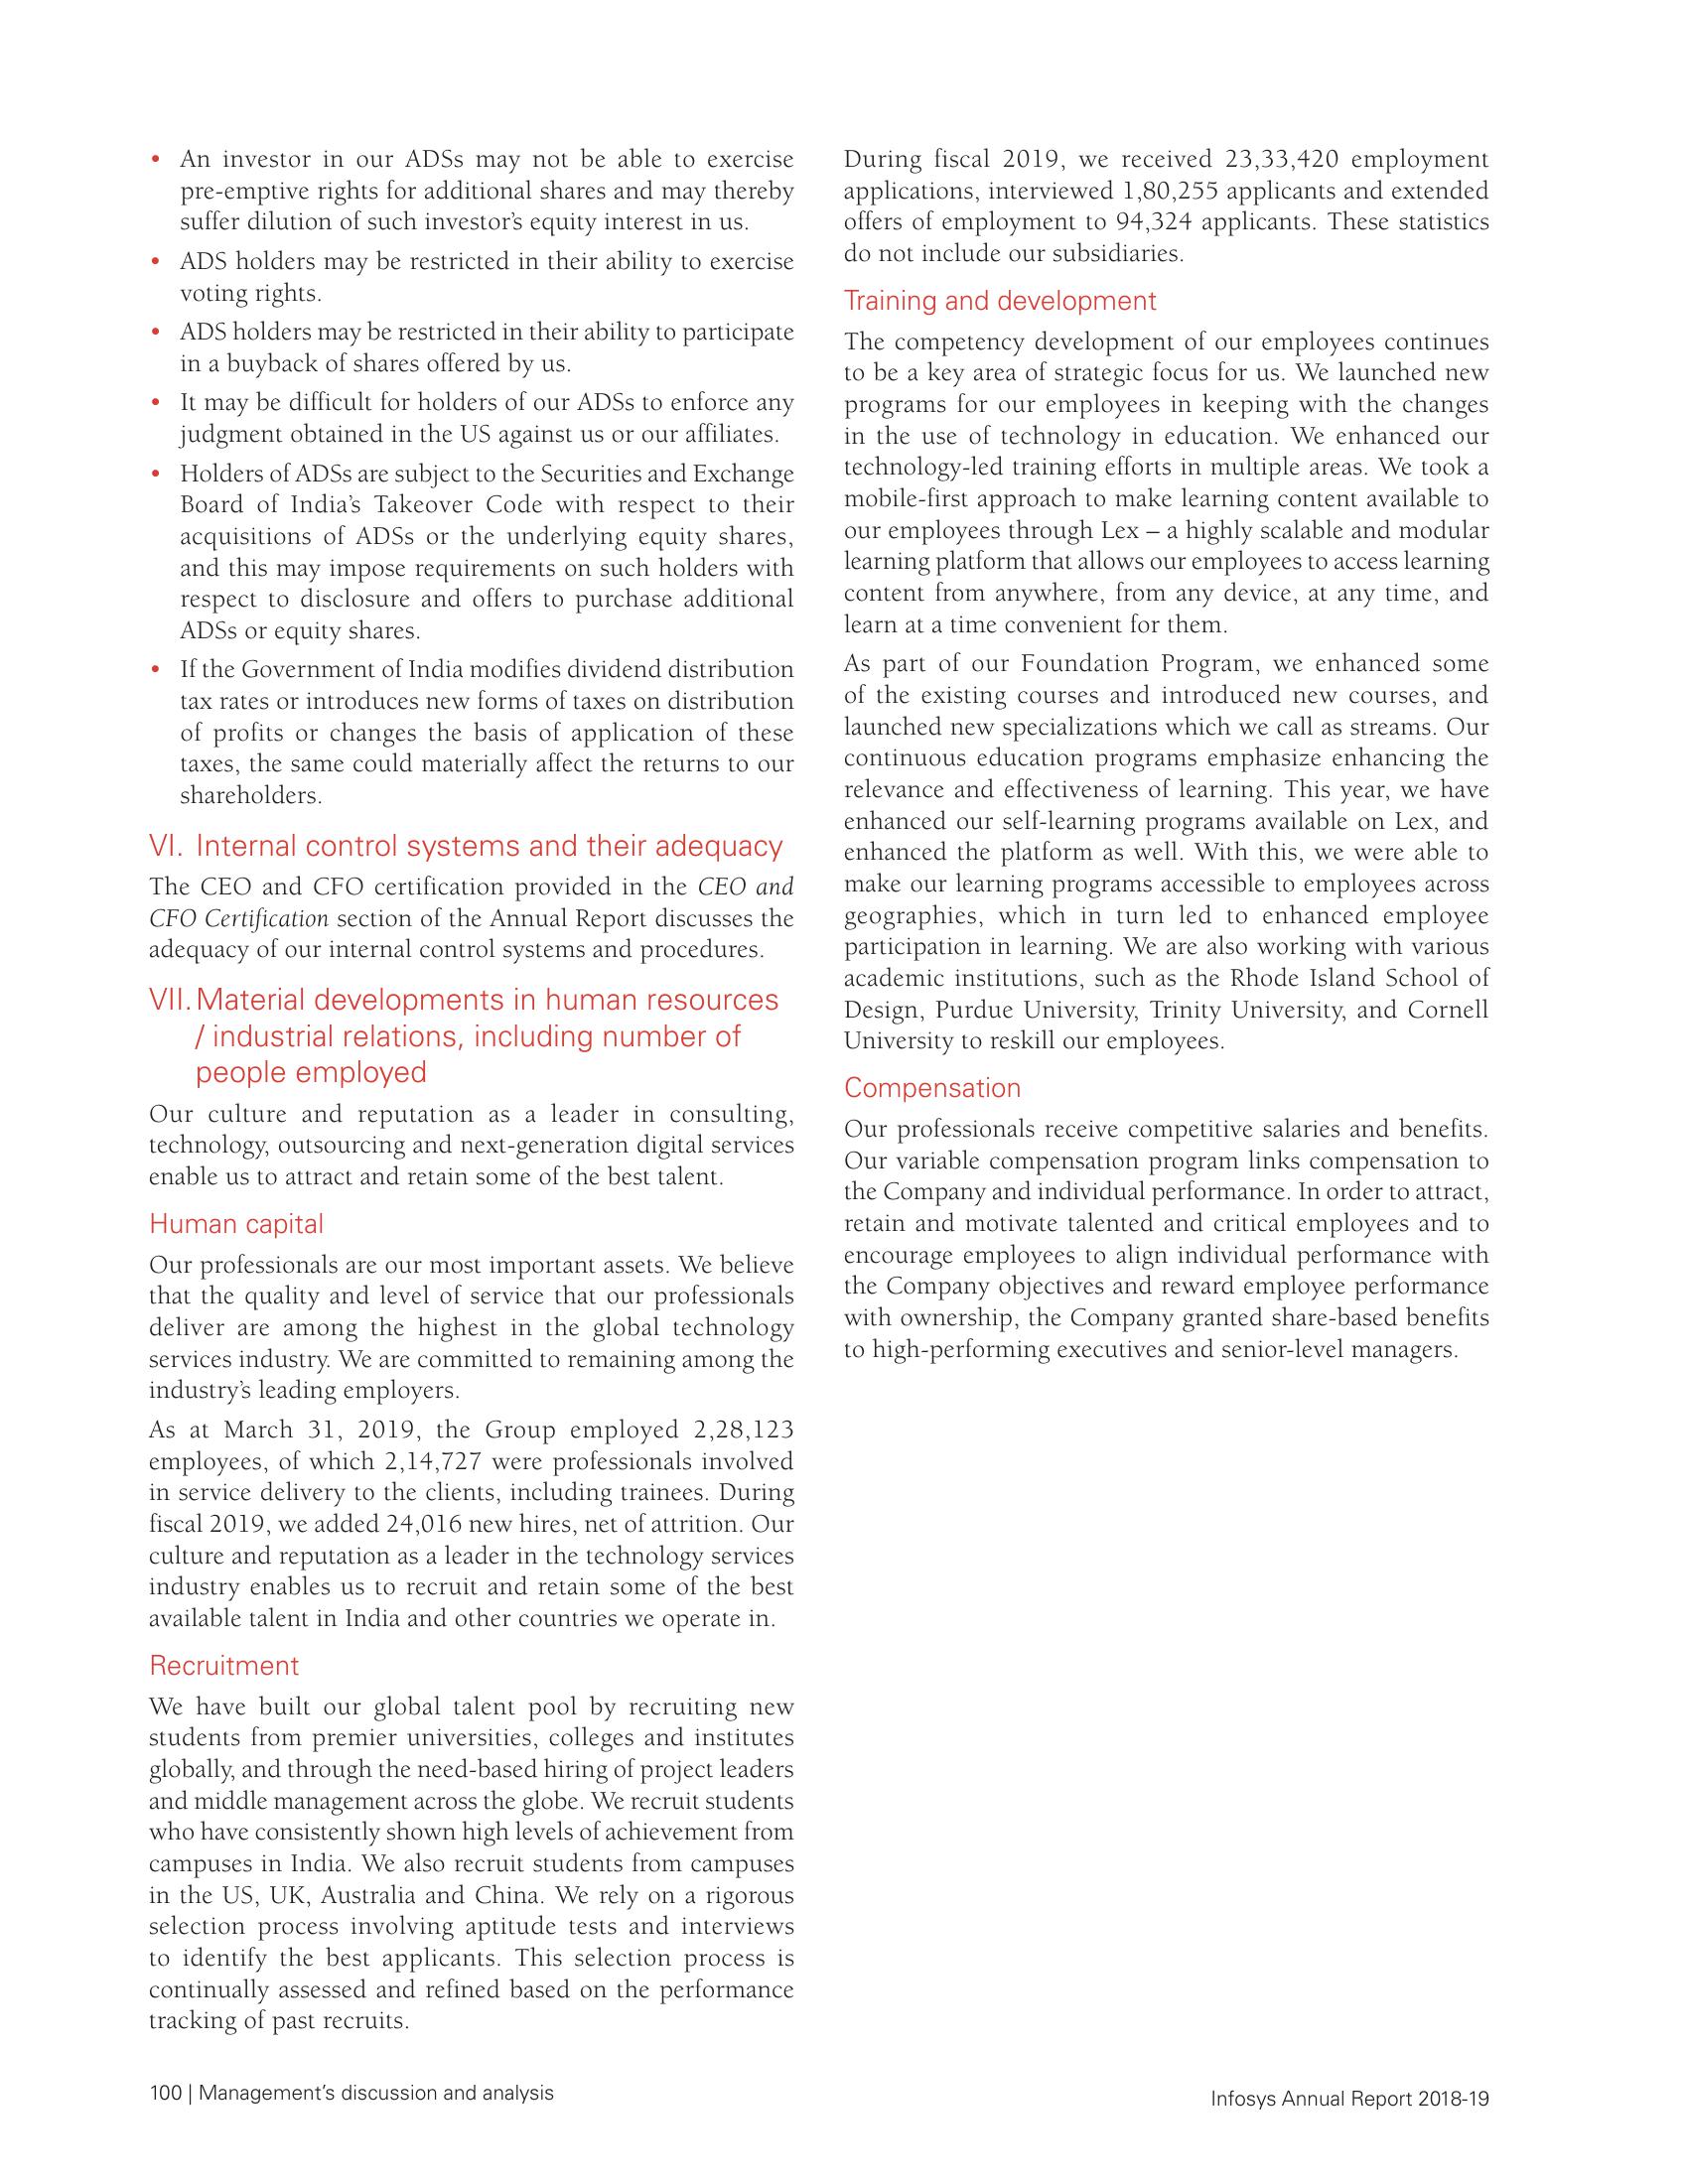 • An investor in our ADSs may not be able to exercise
pre-emptive rights for additional shares and may thereby
suffer dilution of such investor’s equity interest in us.
• ADS holders may be restricted in their ability to exercise
voting rights.
• ADS holders may be restricted in their ability to participate
in a buyback of shares offered by us.
• It may be difficult for holders of our ADSs to enforce any
judgment obtained in the US against us or our affiliates.
• Holders of ADSs are subject to the Securities and Exchange
Board of India’s Takeover Code with respect to their
acquisitions of ADSs or the underlying equity shares,
and this may impose requirements on such holders with
respect to disclosure and offers to purchase additional
ADSs or equity shares.
• If the Government of India modifies dividend distribution
tax rates or introduces new forms of taxes on distribution
of profits or changes the basis of application of these
taxes, the same could materially affect the returns to our
shareholders.
VI. Internal control systems and their adequacy
The CEO and CFO certification provided in the CEO and
CFO Certification section of the Annual Report discusses the
adequacy of our internal control systems and procedures.
VII. Material developments in human resources
/ industrial relations, including number of
people employed
Our culture and reputation as a leader in consulting,
technology, outsourcing and next-generation digital services
enable us to attract and retain some of the best talent.
Human capital
Our professionals are our most important assets. We believe
that the quality and level of service that our professionals
deliver are among the highest in the global technology
services industry. We are committed to remaining among the
industry’s leading employers.
As at March 31, 2019, the Group employed 2,28,123
employees, of which 2,14,727 were professionals involved
in service delivery to the clients, including trainees. During
fiscal 2019, we added 24,016 new hires, net of attrition. Our
culture and reputation as a leader in the technology services
industry enables us to recruit and retain some of the best
available talent in India and other countries we operate in.
Recruitment
We have built our global talent pool by recruiting new
students from premier universities, colleges and institutes
globally, and through the need-based hiring of project leaders
and middle management across the globe. We recruit students
who have consistently shown high levels of achievement from
campuses in India. We also recruit students from campuses
in the US, UK, Australia and China. We rely on a rigorous
selection process involving aptitude tests and interviews
to identify the best applicants. This selection process is
continually assessed and refined based on the performance
tracking of past recruits.
During fiscal 2019, we received 23,33,420 employment
applications, interviewed 1,80,255 applicants and extended
offers of employment to 94,324 applicants. These statistics
do not include our subsidiaries.
Training and development
The competency development of our employees continues
to be a key area of strategic focus for us. We launched new
programs for our employees in keeping with the changes
in the use of technology in education. We enhanced our
technology-led training efforts in multiple areas. We took a
mobile-first approach to make learning content available to
our employees through Lex – a highly scalable and modular
learning platform that allows our employees to access learning
content from anywhere, from any device, at any time, and
learn at a time convenient for them.
As part of our Foundation Program, we enhanced some
of the existing courses and introduced new courses, and
launched new specializations which we call as streams. Our
continuous education programs emphasize enhancing the
relevance and effectiveness of learning. This year, we have
enhanced our self-learning programs available on Lex, and
enhanced the platform as well. With this, we were able to
make our learning programs accessible to employees across
geographies, which in turn led to enhanced employee
participation in learning. We are also working with various
academic institutions, such as the Rhode Island School of
Design, Purdue University, Trinity University, and Cornell
University to reskill our employees.
Compensation
Our professionals receive competitive salaries and benefits.
Our variable compensation program links compensation to
the Company and individual performance. In order to attract,
retain and motivate talented and critical employees and to
encourage employees to align individual performance with
the Company objectives and reward employee performance
with ownership, the Company granted share-based benefits
to high-performing executives and senior-level managers.
100 | Management’s discussion and analysis
Infosys Annual Report 2018-19